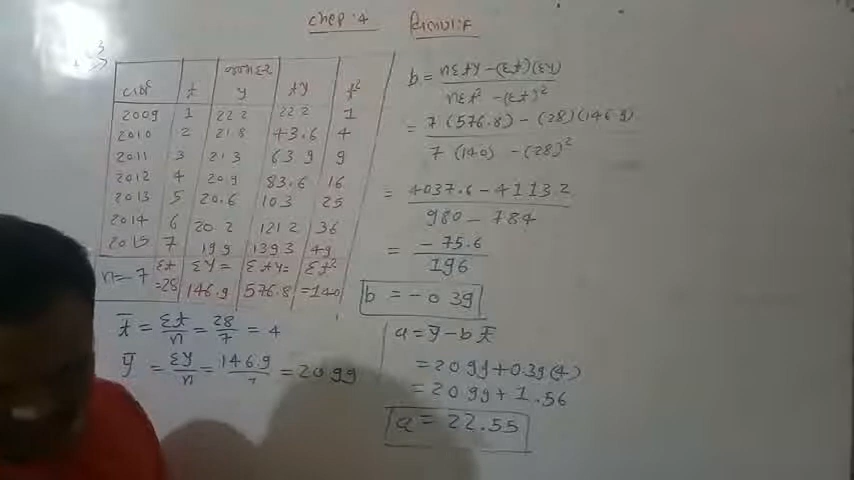 chap: 4
t y ty t²
2009 1 22.2 22.2 1
2010 2 21.8 43.6 4
2011 3 21.3 63.9 9
2012 4 20.9 83.6 16
2013 5 20.6 103 25
2014 6 20.2 121.2 36
2015 7 19.9 139.3 49
n=7 Σt=28 Σy=146.9 Σty=576.8 Σt²=140
t̅ = Σt/n = 28/7 = 4
y̅ = Σy/n = 146.9/7 = 20.99
b = nΣty-(Σt)(Σy) / nΣt²-(Σt)²
= 7(576.8)-(28)(146.9) / 7(140)-(28)²
= 4037.6-4113.2 / 980-784
= -75.6 / 196
b = -0.39
a = y̅-b t̅
= 20.99+0.39(4)
= 20.99+1.56
a = 22.55